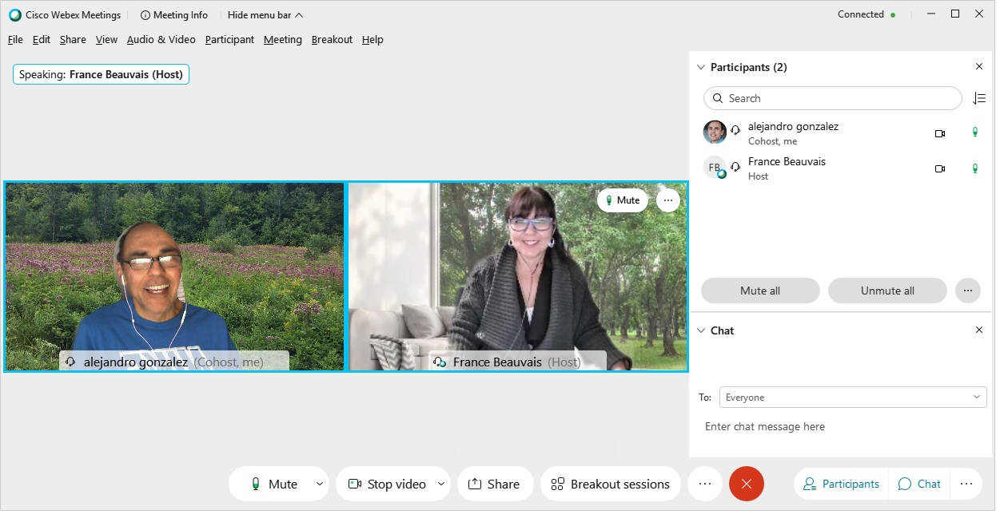 Cisco Webex Meetings
Meeting Info
Hide menu bar
Connected
File Edit Share View Audio & Video Participant Meeting Breakout Help
Speaking: France Beauvais (Host)
Mute
alejandro gonzalez (Cohost, me)
France Beauvais (Host)
Participants (2)
Search
alejandro gonzalez
Cohost, me
FB
France Beauvais
Host
Mute all
Unmute all
Chat
To: Everyone
Enter chat message here
Mute
Stop video
Share
Breakout sessions
Participants
Chat